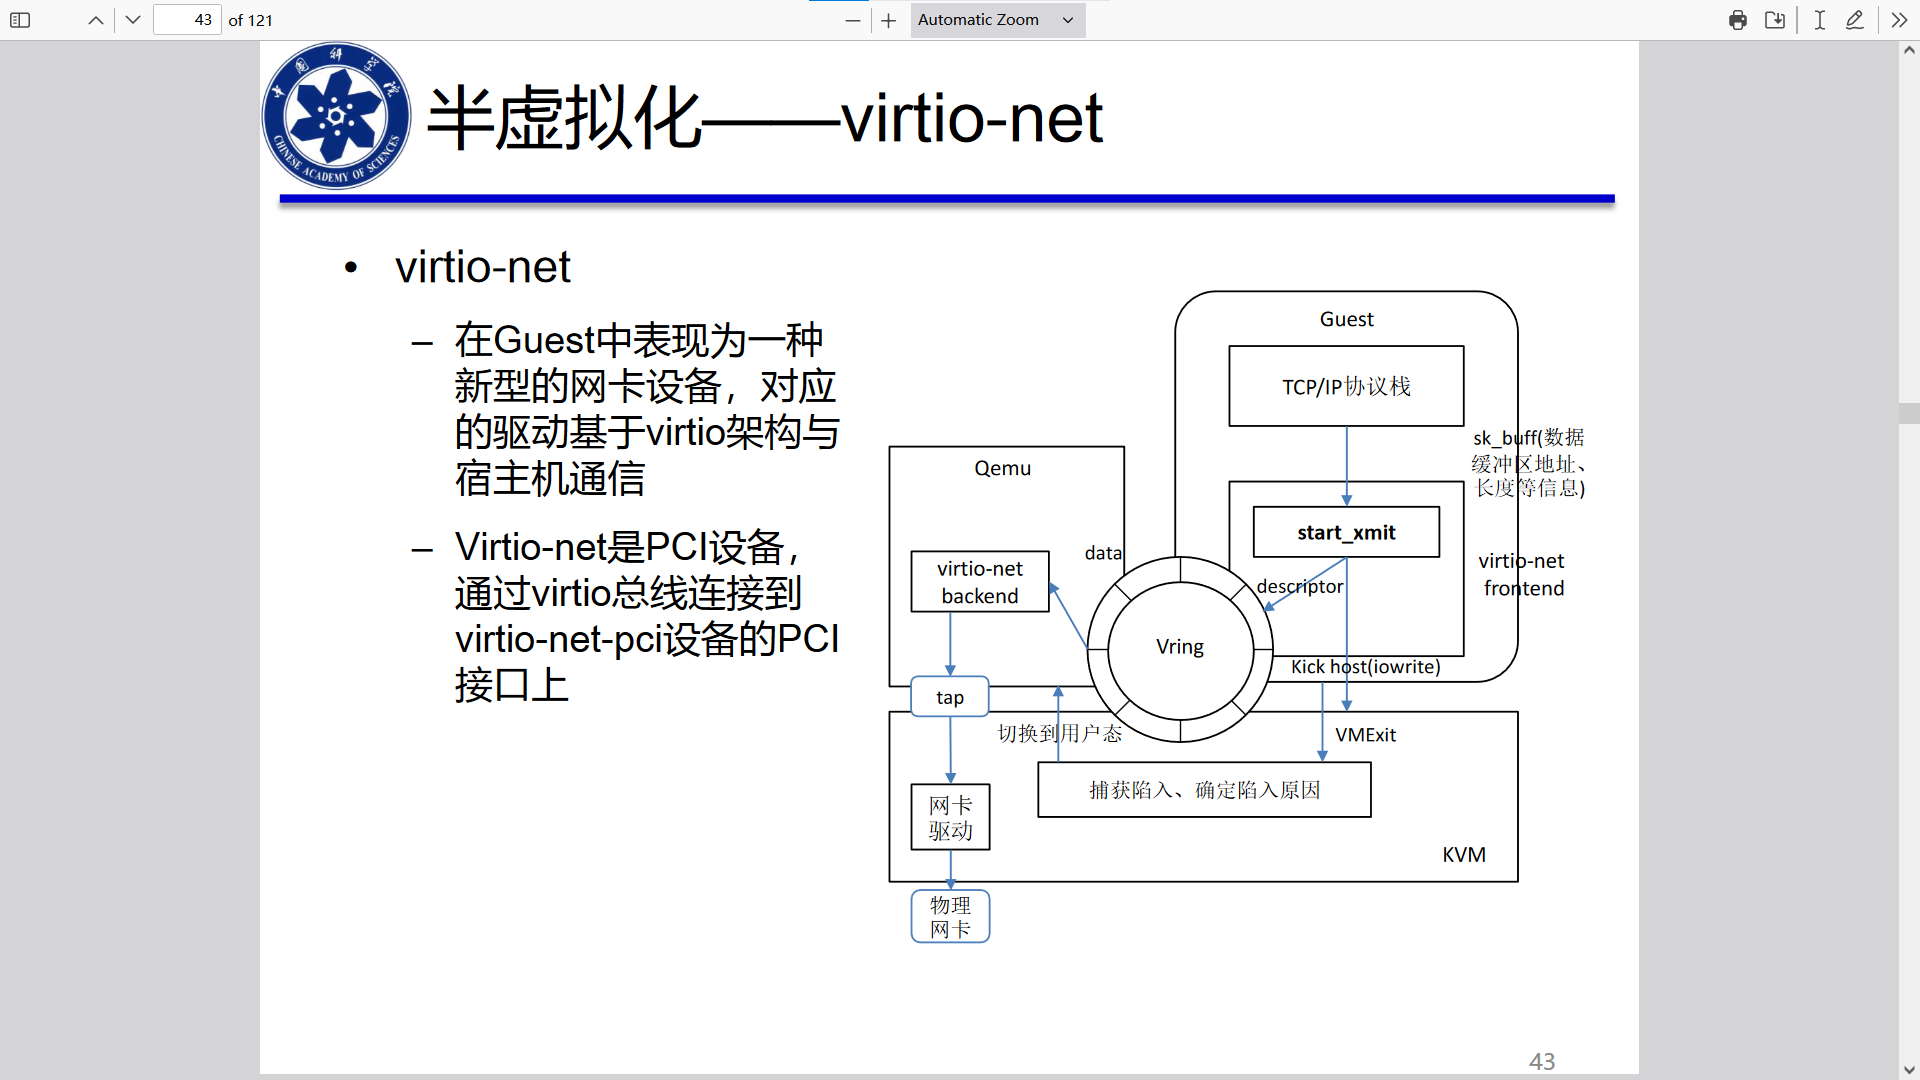 43 of 121 Automatic Zoom
中国科学院
CHINESE ACADEMY OF SCIENCES
半虚拟化——virtio-net
• virtio-net
– 在Guest中表现为一种
新型的网卡设备，对应
的驱动基于virtio架构与
宿主机通信
– Virtio-net是PCI设备，
通过virtio总线连接到
virtio-net-pci设备的PCI
接口上
Guest
TCP/IP协议栈
sk_buff(数据
缓冲区地址、
长度等信息)
start_xmit
virtio-net
frontend
descriptor
Kick host(iowrite)
Qemu
data
virtio-net
backend
Vring
tap
切换到用户态
VMExit
捕获陷入、确定陷入原因
网卡
驱动
KVM
物理
网卡
43